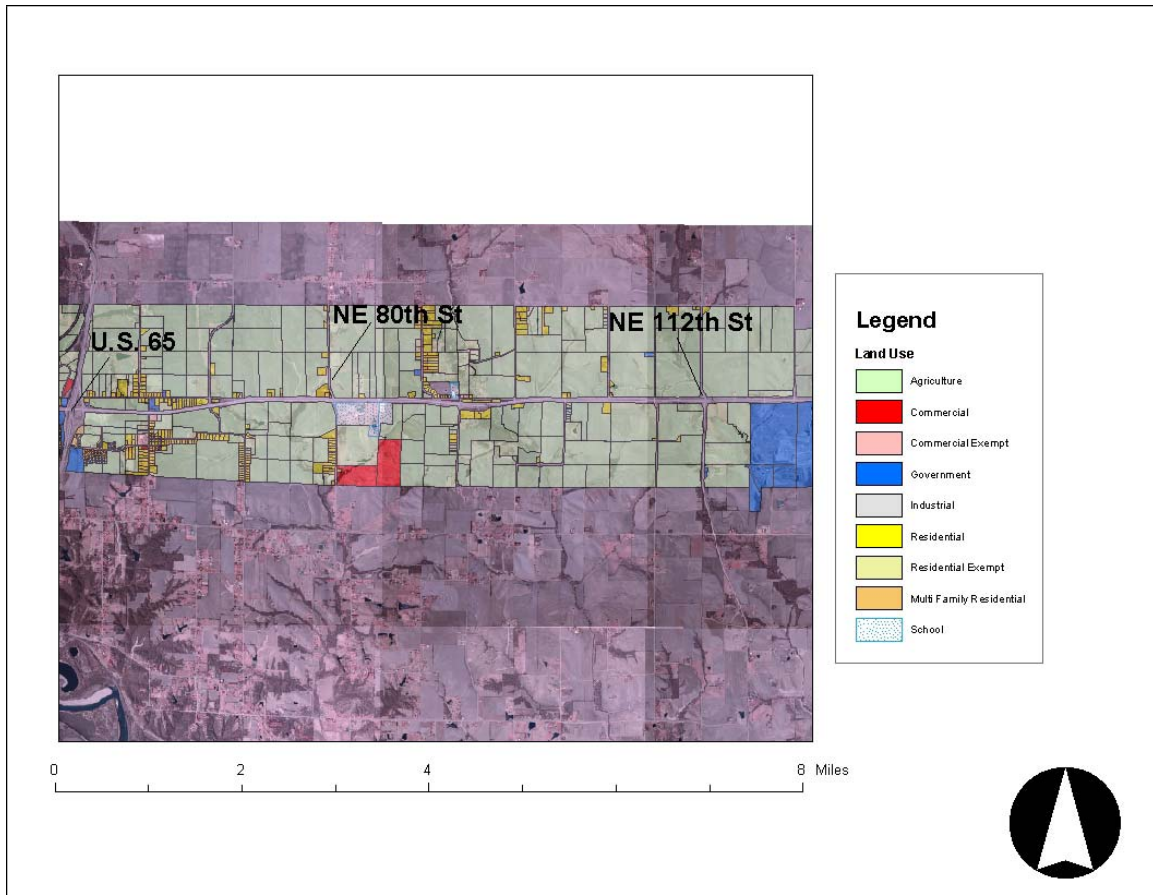 NE 80th St
NE 112th St
U.S. 65
Legend
Land Use
Agriculture
Commercial
Commercial Exempt
Government
Industrial
Residential
Residential Exempt
Multi Family Residential
School
0 2 4 8 Miles